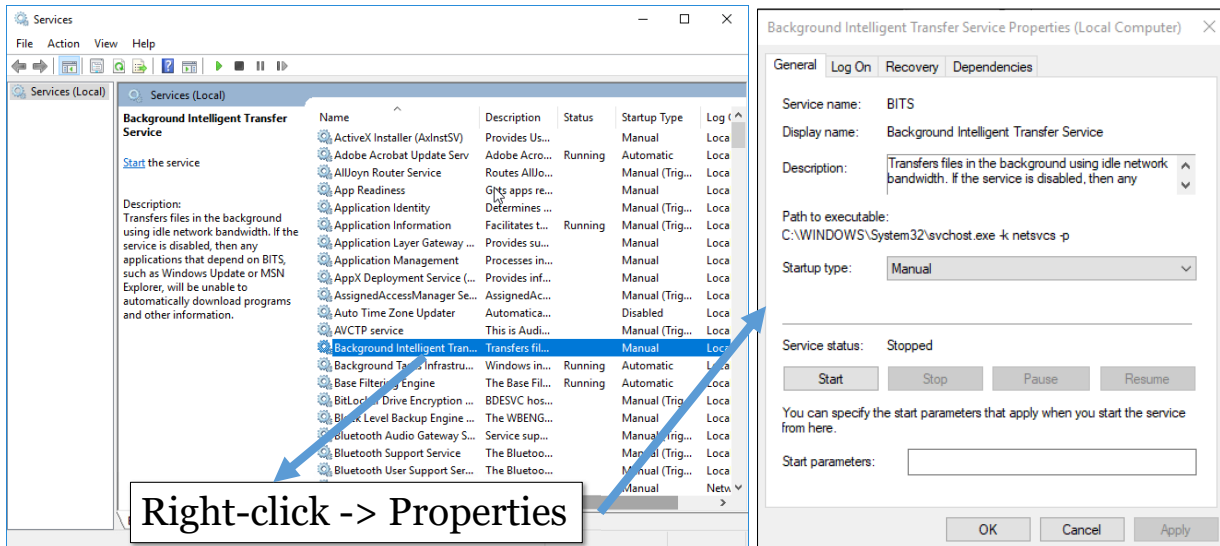 Services
File Action View Help
Services (Local)
Services (Local)
Background Intelligent Transfer
Service
Start the service
Description:
Transfers files in the background
using idle network bandwidth. If the
service is disabled, then any
applications that depend on BITS,
such as Windows Update or MSN
Explorer, will be unable to
automatically download programs
and other information.
Name Description Status Startup Type Log
ActiveX Installer (AxInstSV) Provides Us... Manual Loca
Adobe Acrobat Update Serv Adobe Acro... Running Automatic Loca
AllJoyn Router Service Routes AllJo... Manual (Trig... Loca
App Readiness Gets apps re... Manual Loca
Application Identity Determines ... Manual (Trig... Loca
Application Information Facilitates t... Running Manual (Trig... Loca
Application Layer Gateway ... Provides su... Manual Loca
Application Management Processes in... Manual Loca
AppX Deployment Service (... Provides inf... Manual Loca
AssignedAccessManager Se... AssignedAc... Manual (Trig... Loca
Auto Time Zone Updater Automatica... Disabled Loca
AVCTP service This is Audi... Manual (Trig... Loca
Background Intelligent Tran... Transfers fil... Manual Loca
Background Tasks Infrastru... Windows in... Running Automatic Loca
Base Filtering Engine The Base Fil... Running Automatic Loca
BitLocker Drive Encryption ... BDESVC hos... Manual (Trig... Loca
Block Level Backup Engine ... The WBENG... Manual Loca
Bluetooth Audio Gateway S... Service sup... Manual (Trig... Loca
Bluetooth Support Service The Bluetoo... Manual (Trig... Loca
Bluetooth User Support Ser... The Bluetoo... Manual (Trig... Loca
Manual Netw
Right-click -> Properties
Background Intelligent Transfer Service Properties (Local Computer)
General Log On Recovery Dependencies
Service name: BITS
Display name: Background Intelligent Transfer Service
Description: Transfers files in the background using idle network
bandwidth. If the service is disabled, then any
Path to executable:
C:\WINDOWS\System32\svchost.exe -k netsvcs -p
Startup type: Manual
Service status: Stopped
Start Stop Pause Resume
You can specify the start parameters that apply when you start the service
from here.
Start parameters:
OK Cancel Apply